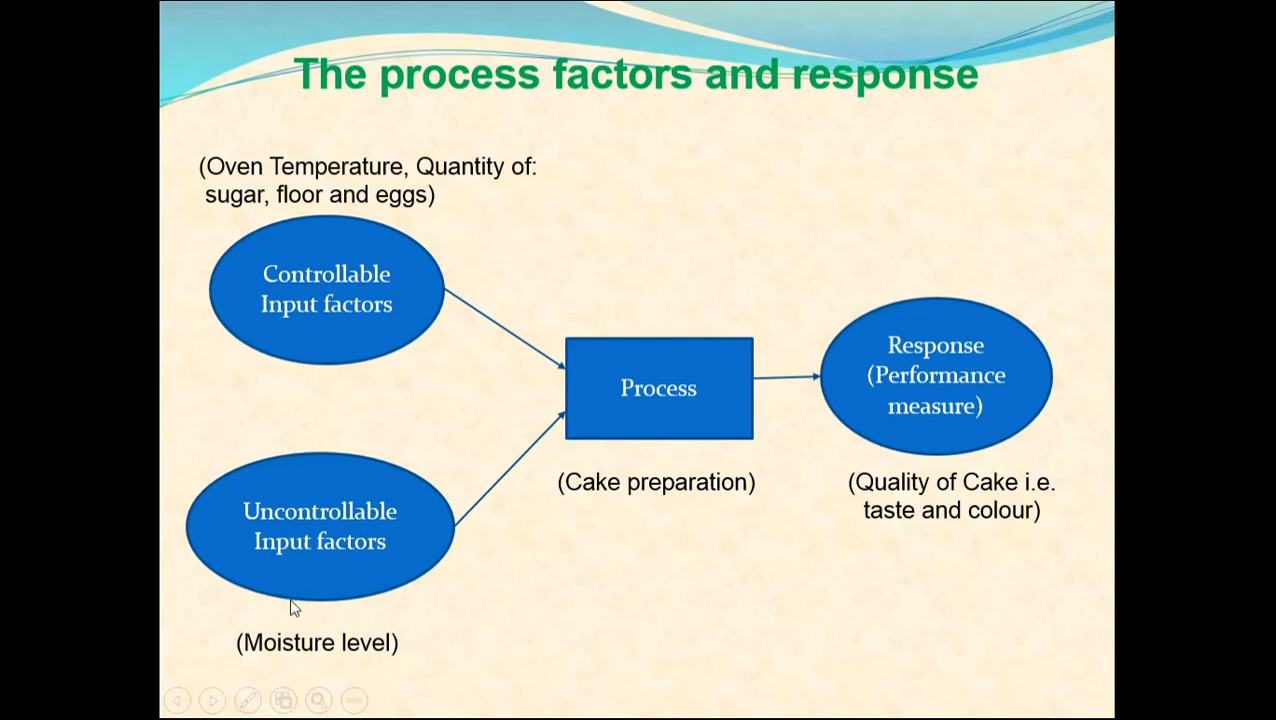 The process factors and response
(Oven Temperature, Quantity of:
sugar, floor and eggs)
Controllable
Input factors
Process
(Cake preparation)
Response
(Performance
measure)
(Quality of Cake i.e.
taste and colour)
Uncontrollable
Input factors
(Moisture level)